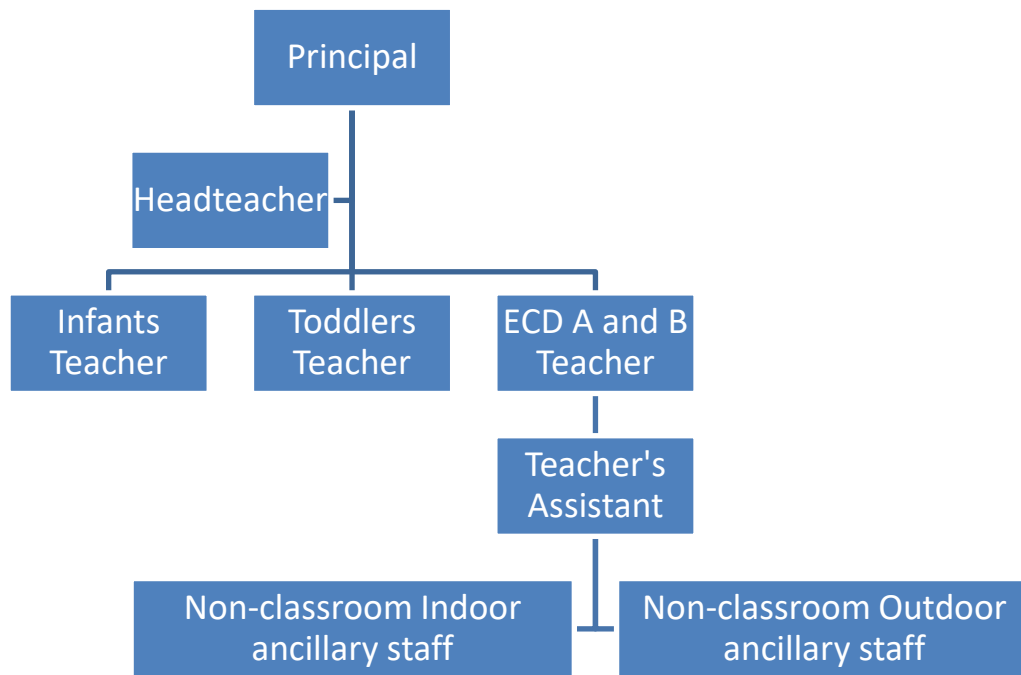 Principal
Headteacher
Infants
Teacher
Toddlers
Teacher
ECD A and B
Teacher
Teacher's
Assistant
Non-classroom Indoor
ancillary staff
Non-classroom Outdoor
ancillary staff